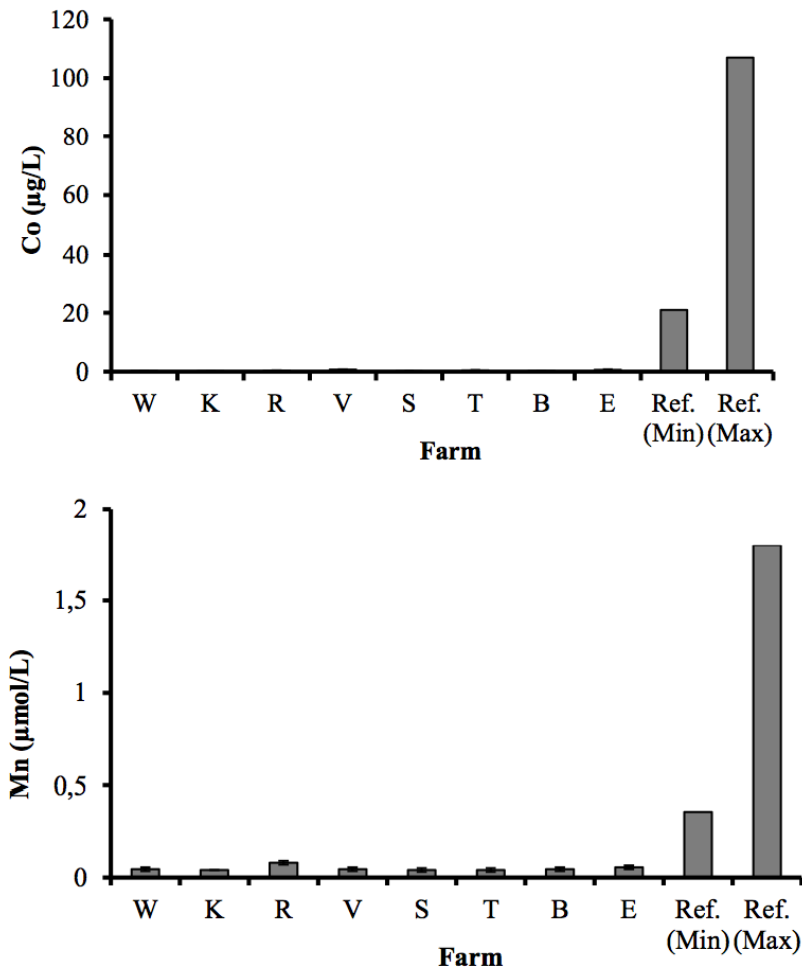 120
100
80
60
40
20
0
Co (µg/L)
W K R V S T B E Ref. Ref.
(Min) (Max)
Farm
2
1,5
1
0,5
0
Mn (µmol/L)
W K R V S T B E Ref. Ref.
(Min) (Max)
Farm